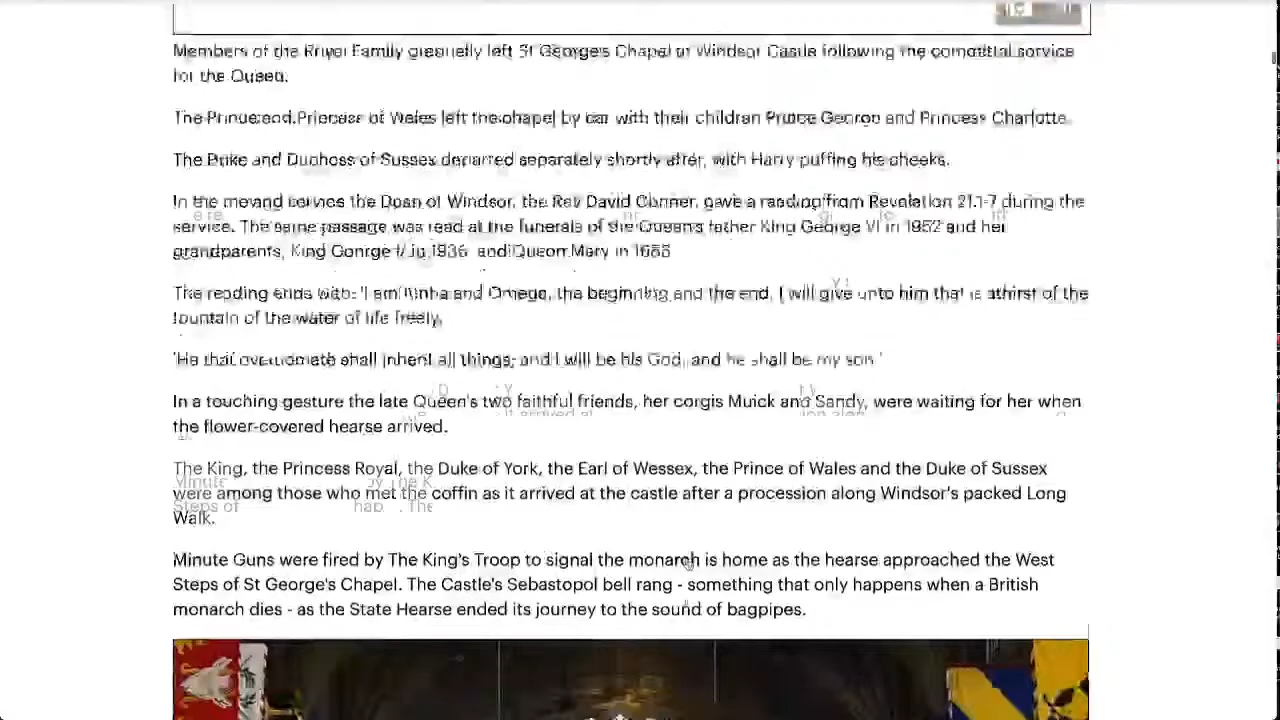 Members of the Royal Family gradually left St George's Chapel at Windsor Castle following the committal service
for the Queen.
The Prince and Princess of Wales left the chapel by car with their children Prince George and Princess Charlotte.
The Duke and Duchess of Sussex departed separately shortly after, with Harry puffing his cheeks.
In the moving service the Dean of Windsor, the Rev David Conner, gave a reading from Revelation 21.1-7 during the
service. The same passage was read at the funerals of the Queen's father King George VI in 1952 and her
grandparents, King George V in 1936 and Queen Mary in
The reading ends with: 'I am Alpha and Omega, the beginning and the end, I will give unto him that is athirst of the
fountain of the water of life freely.
'He that overcometh shall inherit all things; and I will be his God, and he shall be my son.'
In a touching gesture the late Queen's two faithful friends, her corgis Muick and Sandy, were waiting for her when
the flower-covered hearse arrived.
The King, the Princess Royal, the Duke of York, the Earl of Wessex, the Prince of Wales and the Duke of Sussex
were among those who met the coffin as it arrived at the castle after a procession along Windsor's packed Long
Walk.
Minute Guns were fired by The King's Troop to signal the monarch is home as the hearse approached the West
Steps of St George's Chapel. The Castle's Sebastopol bell rang - something that only happens when a British
monarch dies - as the State Hearse ended its journey to the sound of bagpipes.